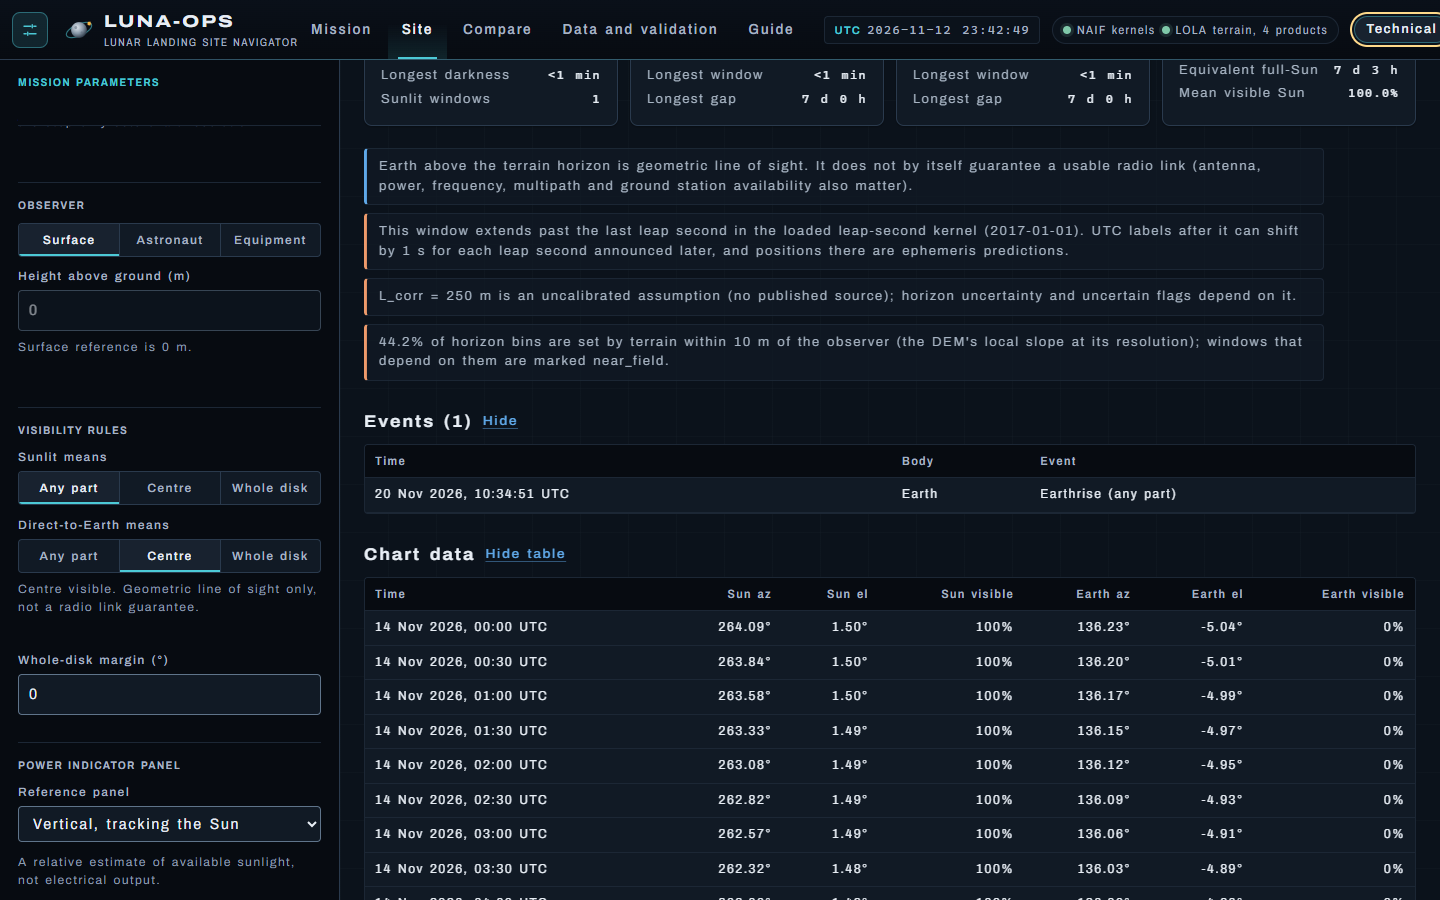 LUNA-OPS
LUNAR LANDING SITE NAVIGATOR
Mission
Site
Compare
Data and validation
Guide
UTC 2026-11-12 23:42:49
NAIF kernels
LOLA terrain, 4 products
Technical
MISSION PARAMETERS
OBSERVER
Surface
Astronaut
Equipment
Height above ground (m)
0
Surface reference is 0 m.
VISIBILITY RULES
Sunlit means
Any part
Centre
Whole disk
Direct-to-Earth means
Any part
Centre
Whole disk
Centre visible. Geometric line of sight only,
not a radio link guarantee.
Whole-disk margin (°)
0
POWER INDICATOR PANEL
Reference panel
Vertical, tracking the Sun
A relative estimate of available sunlight,
not electrical output.
Longest darkness <1 min
Sunlit windows 1
Longest window <1 min
Longest gap 7 d 0 h
Longest window <1 min
Longest gap 7 d 0 h
Equivalent full-Sun 7 d 3 h
Mean visible Sun 100.0%
Earth above the terrain horizon is geometric line of sight. It does not by itself guarantee a usable radio link (antenna,
power, frequency, multipath and ground station availability also matter).
This window extends past the last leap second in the loaded leap-second kernel (2017-01-01). UTC labels after it can shift
by 1 s for each leap second announced later, and positions there are ephemeris predictions.
L_corr = 250 m is an uncalibrated assumption (no published source); horizon uncertainty and uncertain flags depend on it.
44.2% of horizon bins are set by terrain within 10 m of the observer (the DEM's local slope at its resolution); windows that
depend on them are marked near_field.
Events (1) Hide
Time Body Event
20 Nov 2026, 10:34:51 UTC Earth Earthrise (any part)
Chart data Hide table
Time Sun az Sun el Sun visible Earth az Earth el Earth visible
14 Nov 2026, 00:00 UTC 264.09° 1.50° 100% 136.23° -5.04° 0%
14 Nov 2026, 00:30 UTC 263.84° 1.50° 100% 136.20° -5.01° 0%
14 Nov 2026, 01:00 UTC 263.58° 1.50° 100% 136.17° -4.99° 0%
14 Nov 2026, 01:30 UTC 263.33° 1.49° 100% 136.15° -4.97° 0%
14 Nov 2026, 02:00 UTC 263.08° 1.49° 100% 136.12° -4.95° 0%
14 Nov 2026, 02:30 UTC 262.82° 1.49° 100% 136.09° -4.93° 0%
14 Nov 2026, 03:00 UTC 262.57° 1.49° 100% 136.06° -4.91° 0%
14 Nov 2026, 03:30 UTC 262.32° 1.48° 100% 136.03° -4.89° 0%